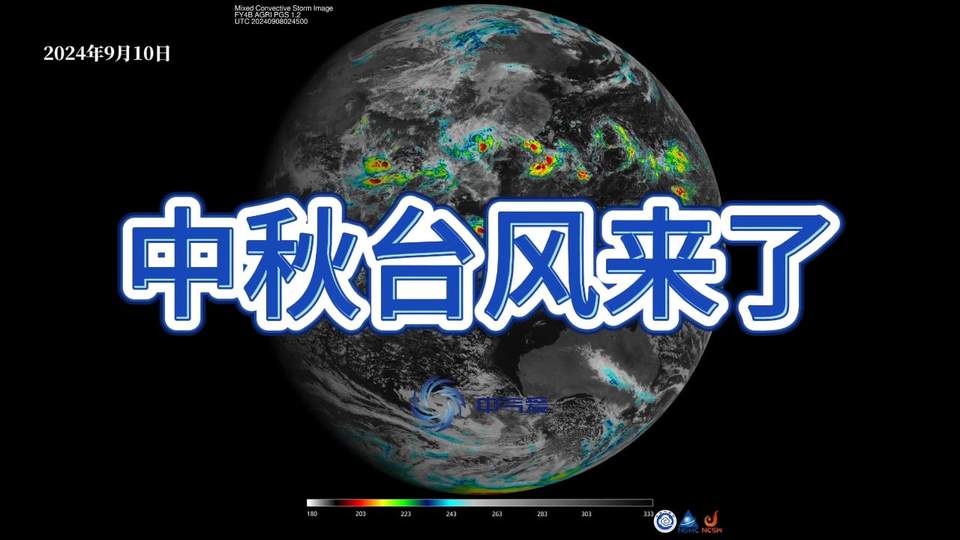 Mixed Convective Storm Image
FY4B AGRI PGS 1.2
UTC 20240908024500
2024年9月10日
中秋台风来了
中气爱
180 203 223 243 263 283 303 333
NSMC NCSW